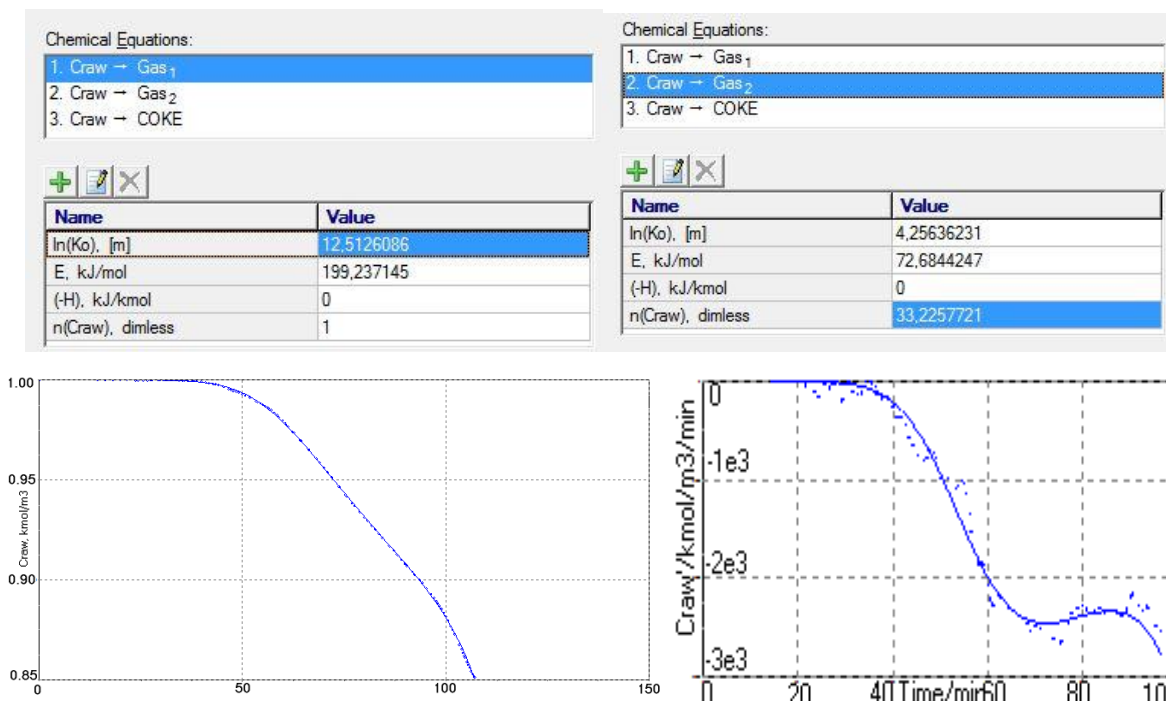 Chemical Equations:
1. Craw → Gas₁
2. Craw → Gas₂
3. Craw → COKE
Name Value
ln(Ko), [m] 12,5126086
E, kJ/mol 199,237145
(-H), kJ/kmol 0
n(Craw), dimless 1
Chemical Equations:
1. Craw → Gas₁
2. Craw → Gas₂
3. Craw → COKE
Name Value
ln(Ko), [m] 4,25636231
E, kJ/mol 72,6844247
(-H), kJ/kmol 0
n(Craw), dimless 33,2257721
Craw, kmol/m3
1.00
0.95
0.90
0.85
0 50 100 150
Craw'/kmol/m3/min
0
-1e3
-2e3
-3e3
0 20 40 Time/min 60 80 10